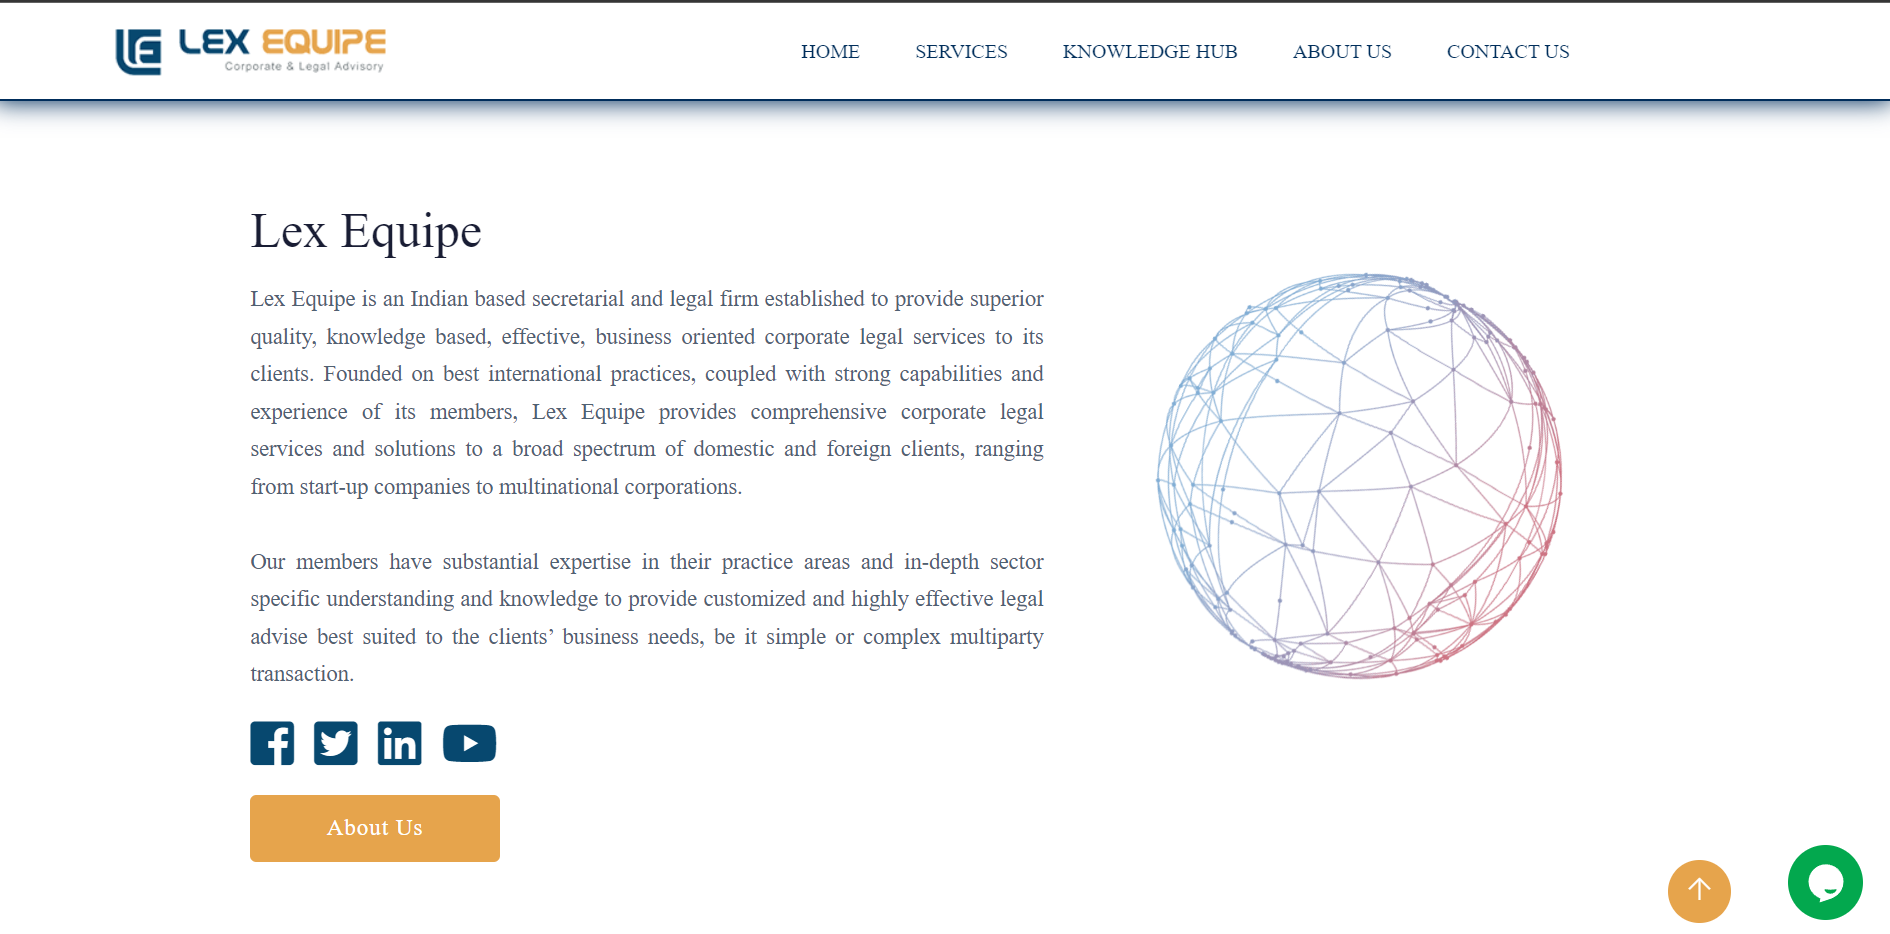 LEX EQUIPE
Corporate & Legal Advisory
HOME SERVICES KNOWLEDGE HUB ABOUT US CONTACT US
Lex Equipe
Lex Equipe is an Indian based secretarial and legal firm established to provide superior
quality, knowledge based, effective, business oriented corporate legal services to its
clients. Founded on best international practices, coupled with strong capabilities and
experience of its members, Lex Equipe provides comprehensive corporate legal
services and solutions to a broad spectrum of domestic and foreign clients, ranging
from start-up companies to multinational corporations.
Our members have substantial expertise in their practice areas and in-depth sector
specific understanding and knowledge to provide customized and highly effective legal
advise best suited to the clients’ business needs, be it simple or complex multiparty
transaction.
About Us